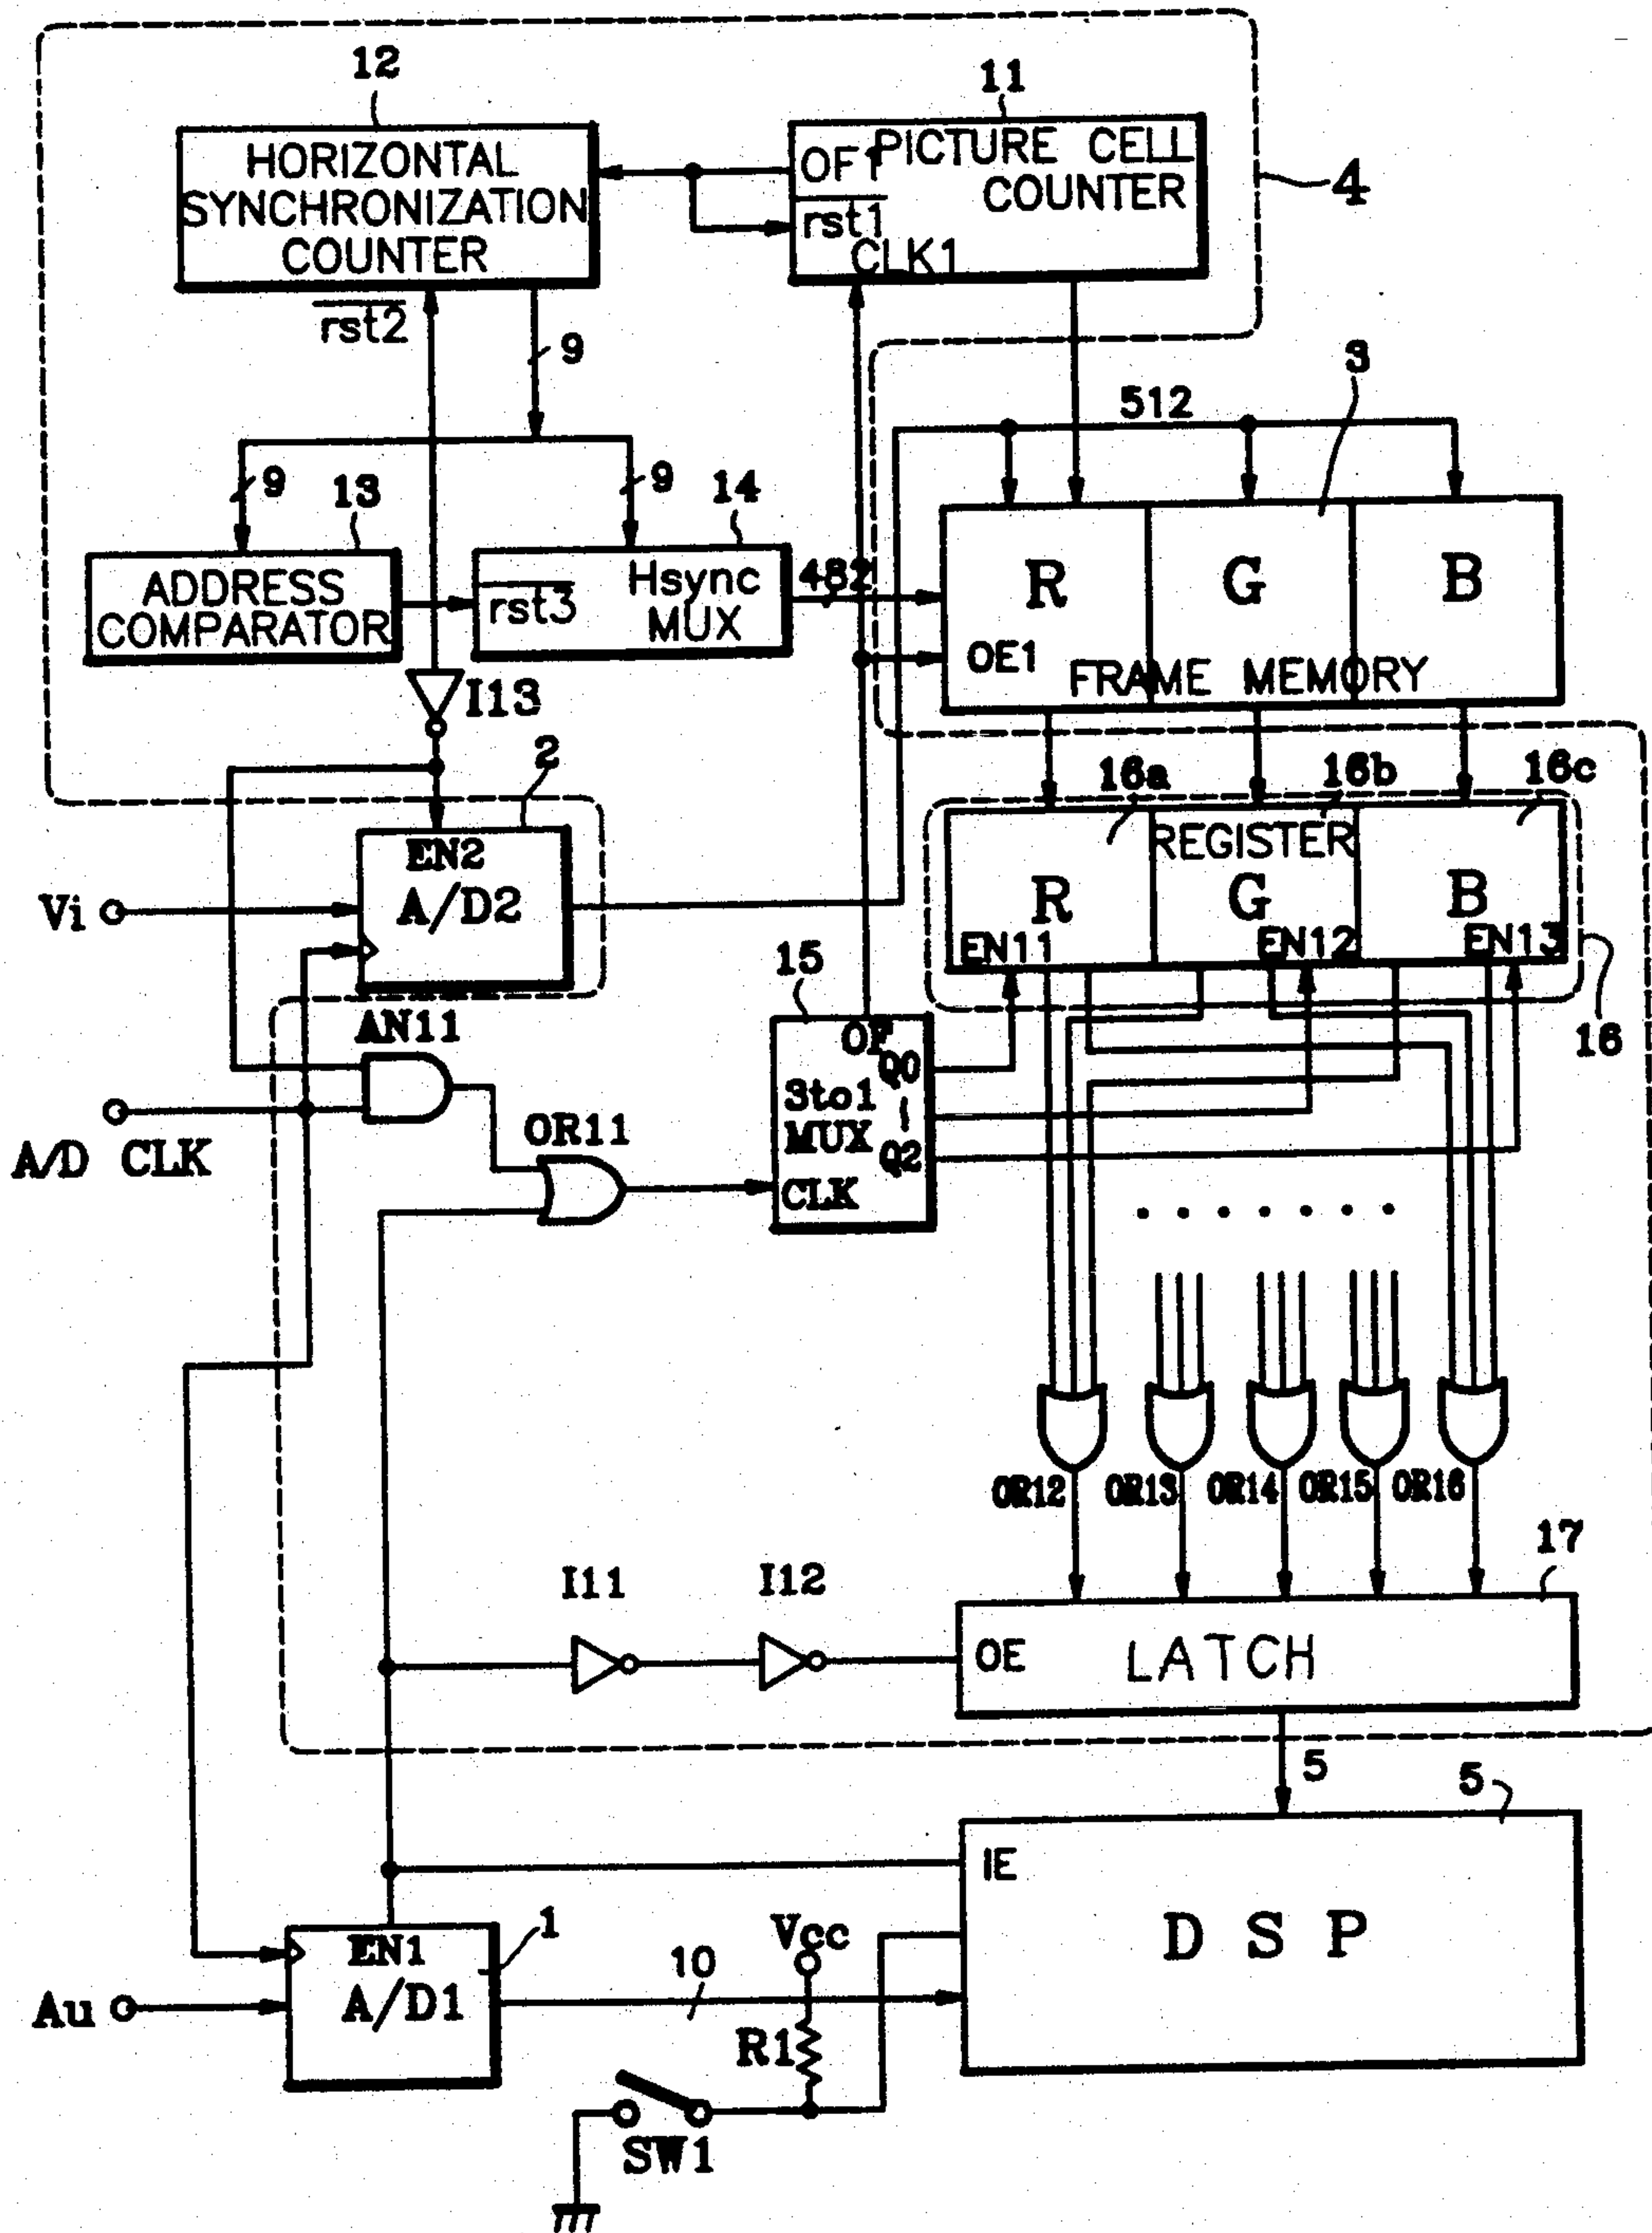 12
11
HORIZONTAL
SYNCHRONIZATION
COUNTER
OF1
PICTURE CELL
COUNTER
rst1
CLK1
4
rst2
9
3
512
9
13
9
14
ADDRESS
COMPARATOR
rst3
Hsync
MUX
482
R
G
B
OE1
FRAME MEMORY
I13
2
16a
16b
16c
EN2
A/D2
Vi
REGISTER
R
G
B
EN11
EN12
EN13
15
16
AN11
OF
Q0
3to1
MUX
Q2
CLK
A/D CLK
OR11
OR12
OR13
OR14
OR15
OR16
17
I11
I12
OE
LATCH
5
5
IE
DSP
1
EN1
A/D1
Au
10
Vcc
R1
SW1